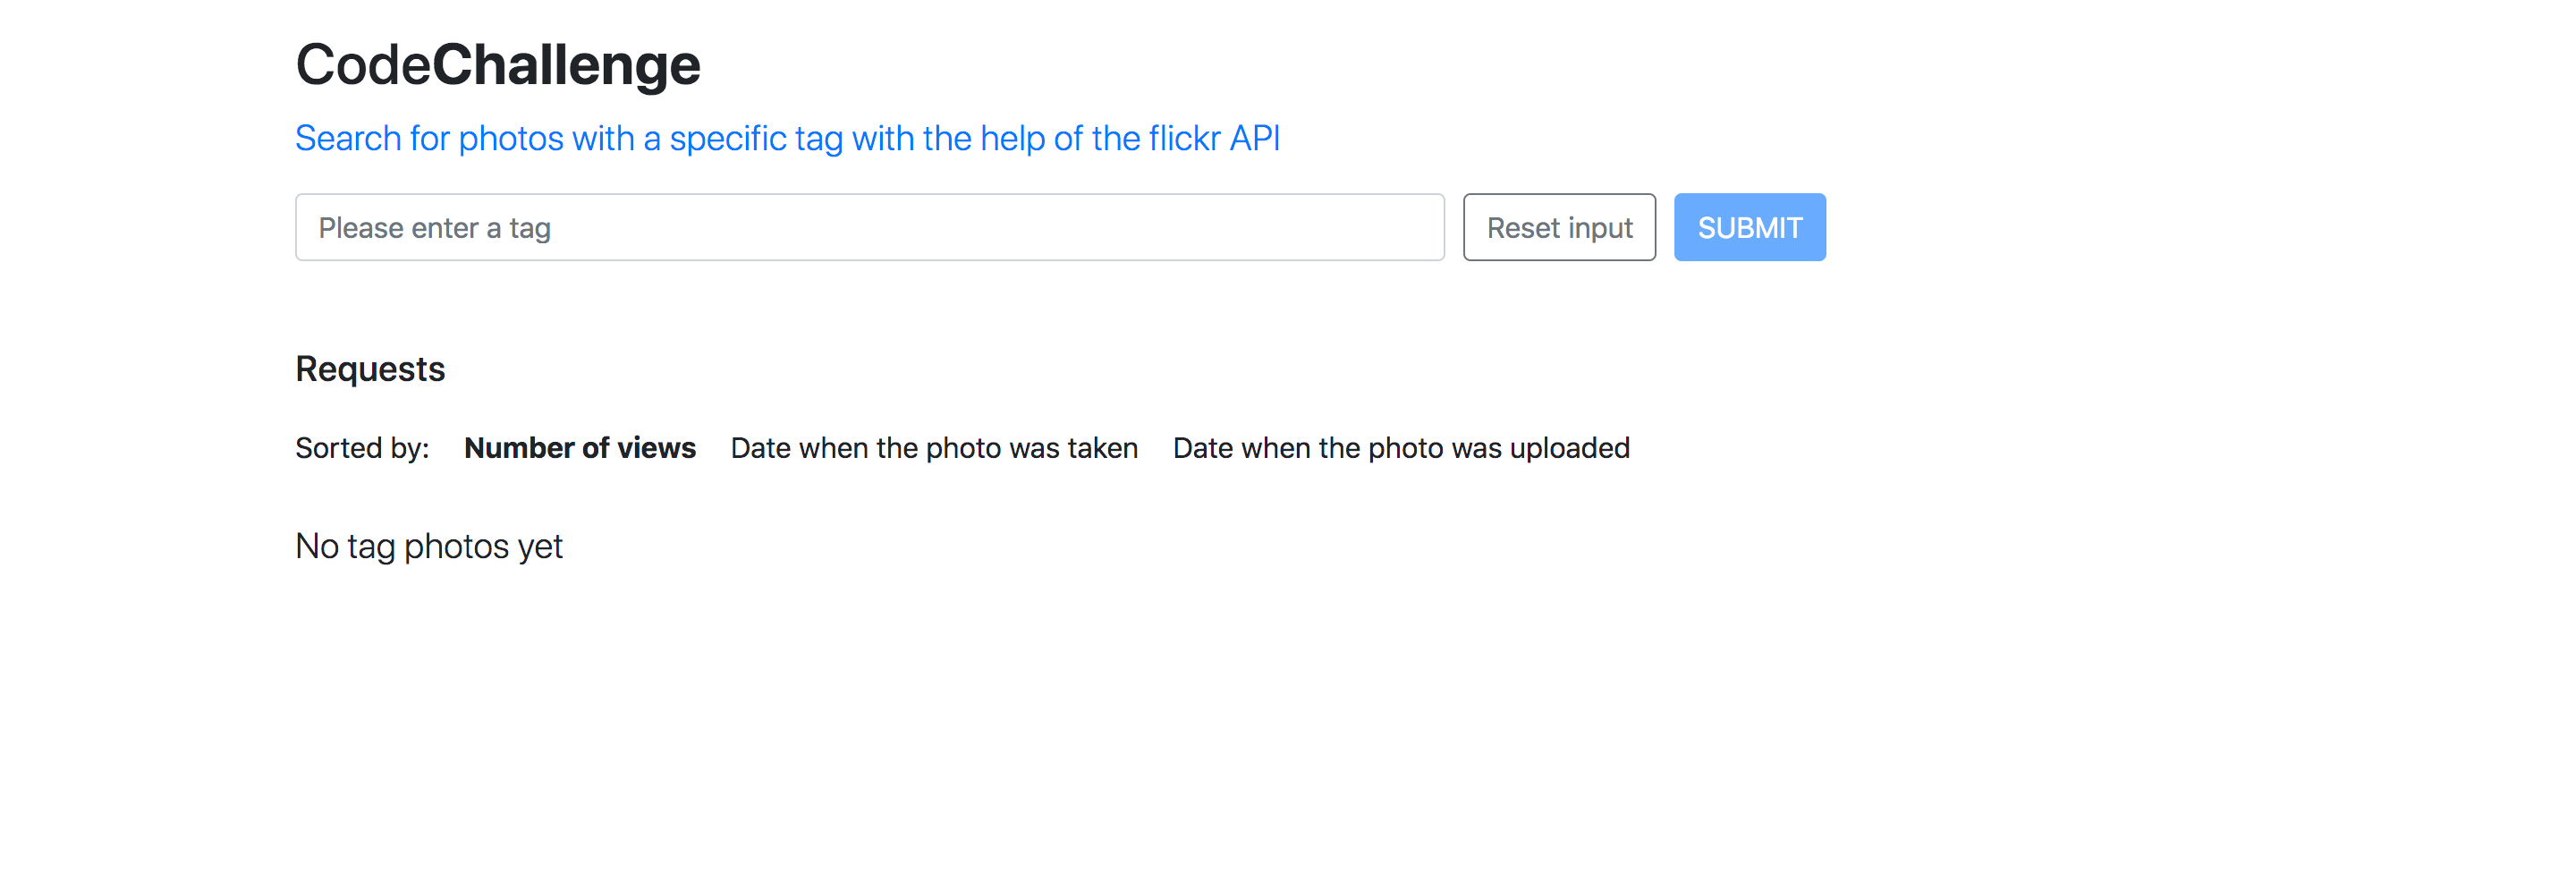 CodeChallenge
Search for photos with a specific tag with the help of the flickr API
Please enter a tag Reset input SUBMIT
Requests
Sorted by: Number of views Date when the photo was taken Date when the photo was uploaded
No tag photos yet